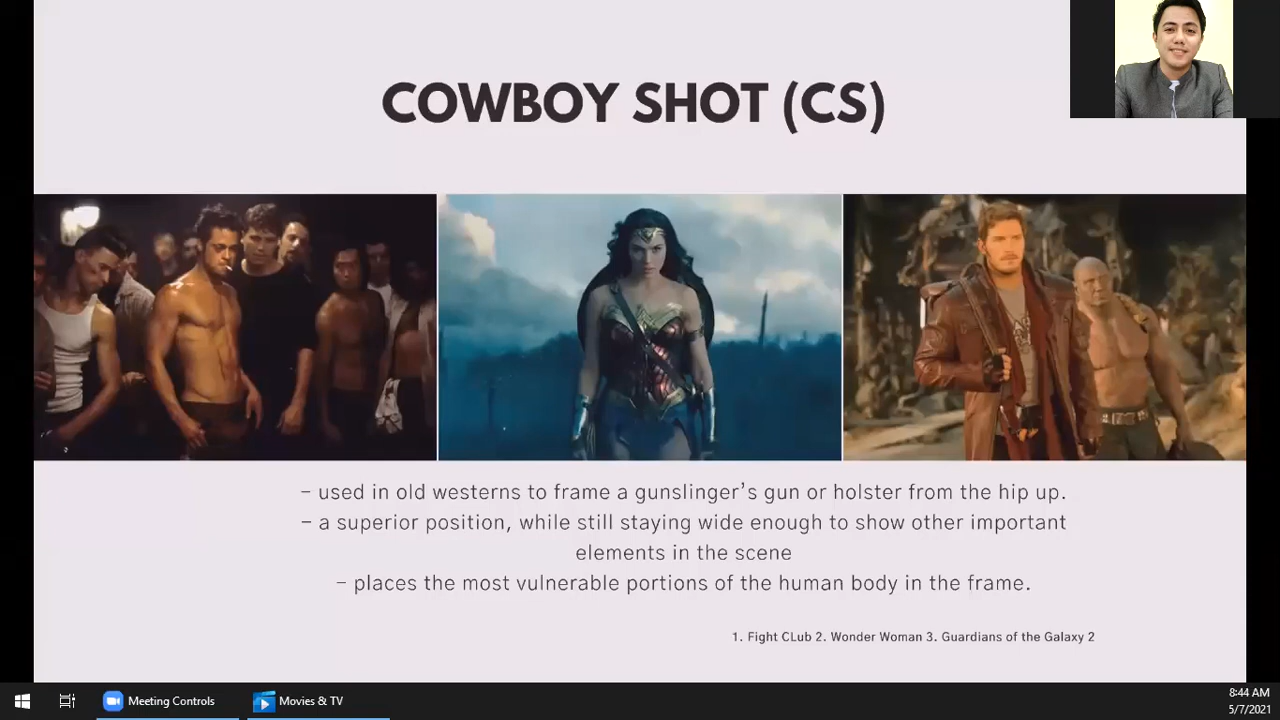 COWBOY SHOT (CS)
- used in old westerns to frame a gunslinger’s gun or holster from the hip up.
- a superior position, while still staying wide enough to show other important
elements in the scene
- places the most vulnerable portions of the human body in the frame.
1. Fight CLub 2. Wonder Woman 3. Guardians of the Galaxy 2
Meeting Controls
Movies & TV
8:44 AM
5/7/2021